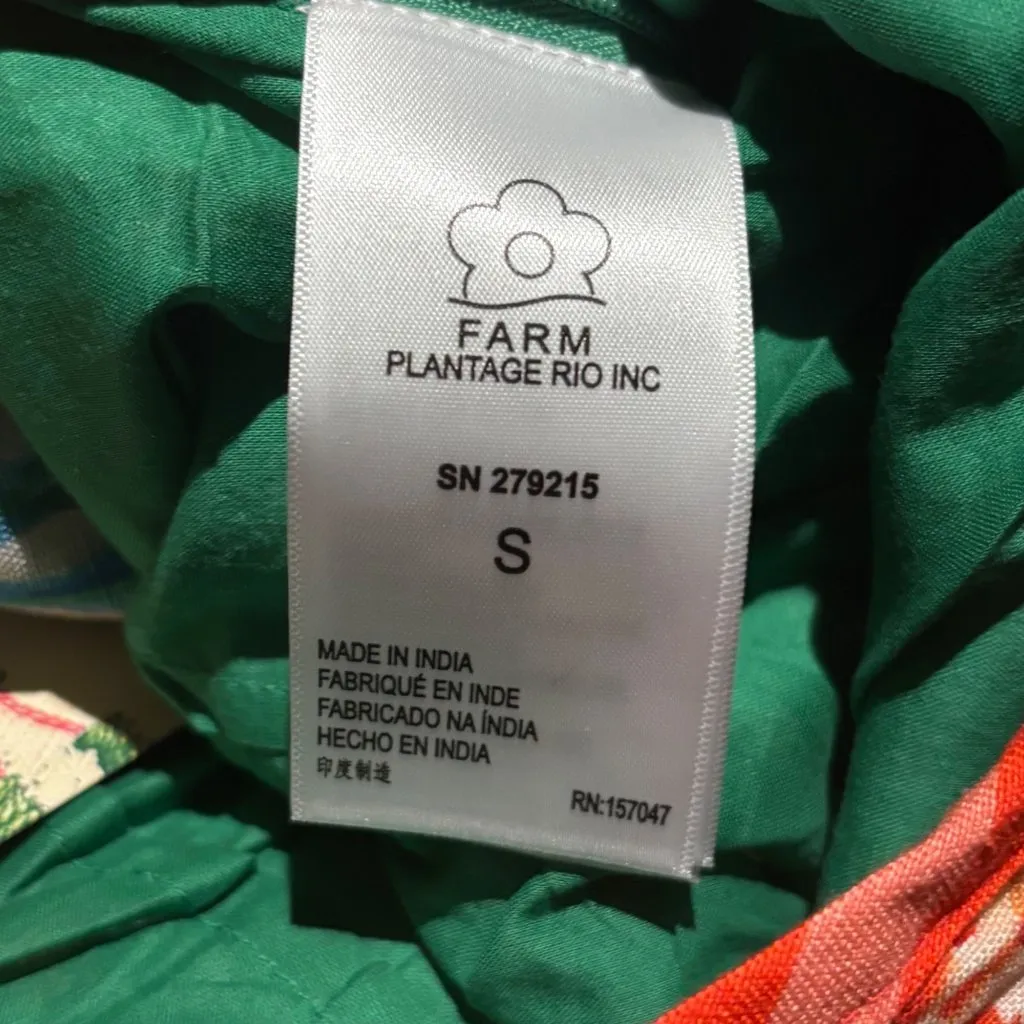 FARM
PLANTAGE RIO INC
SN 279215
S
MADE IN INDIA
FABRIQUÉ EN INDE
FABRICADO NA ÍNDIA
HECHO EN INDIA
印度制造
RN:157047